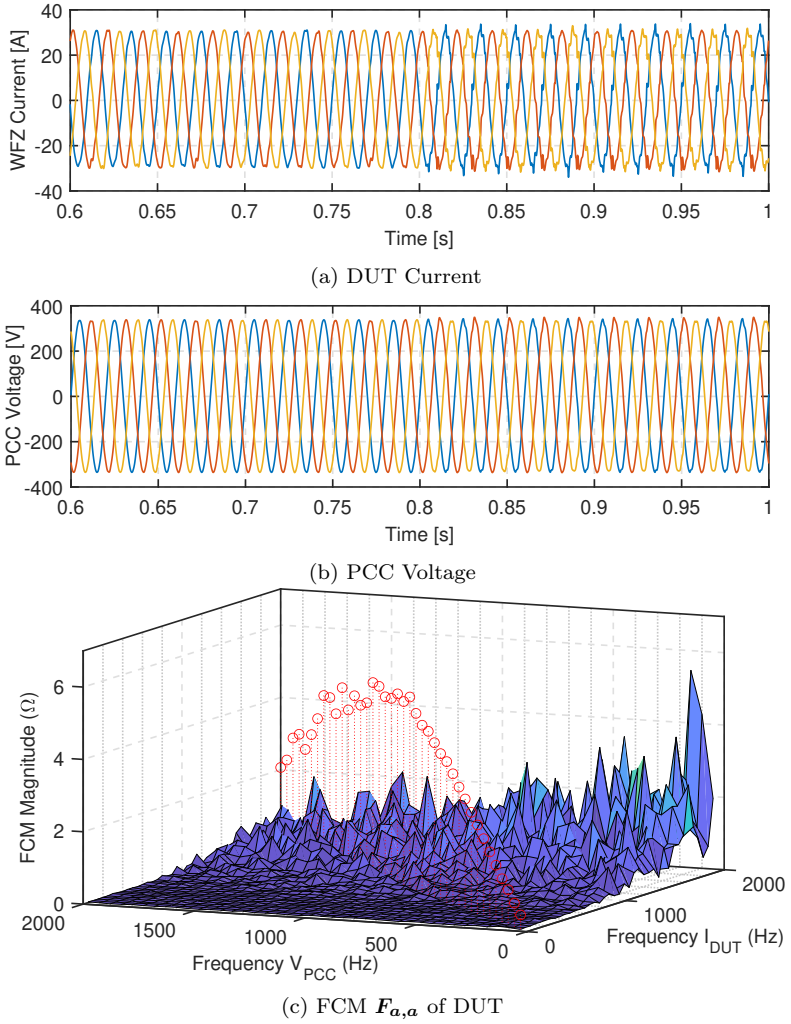 40
20
0
-20
-40
WFZ Current [A]
0.6 0.65 0.7 0.75 0.8 0.85 0.9 0.95 1
Time [s]
(a) DUT Current
400
200
0
-200
-400
PCC Voltage [V]
0.6 0.65 0.7 0.75 0.8 0.85 0.9 0.95 1
Time [s]
(b) PCC Voltage
6
4
2
0
FCM Magnitude (Ω)
2000 1500 1000 500 0
Frequency V_PCC (Hz)
0 1000 2000
Frequency I_DUT (Hz)
(c) FCM F_a,a of DUT